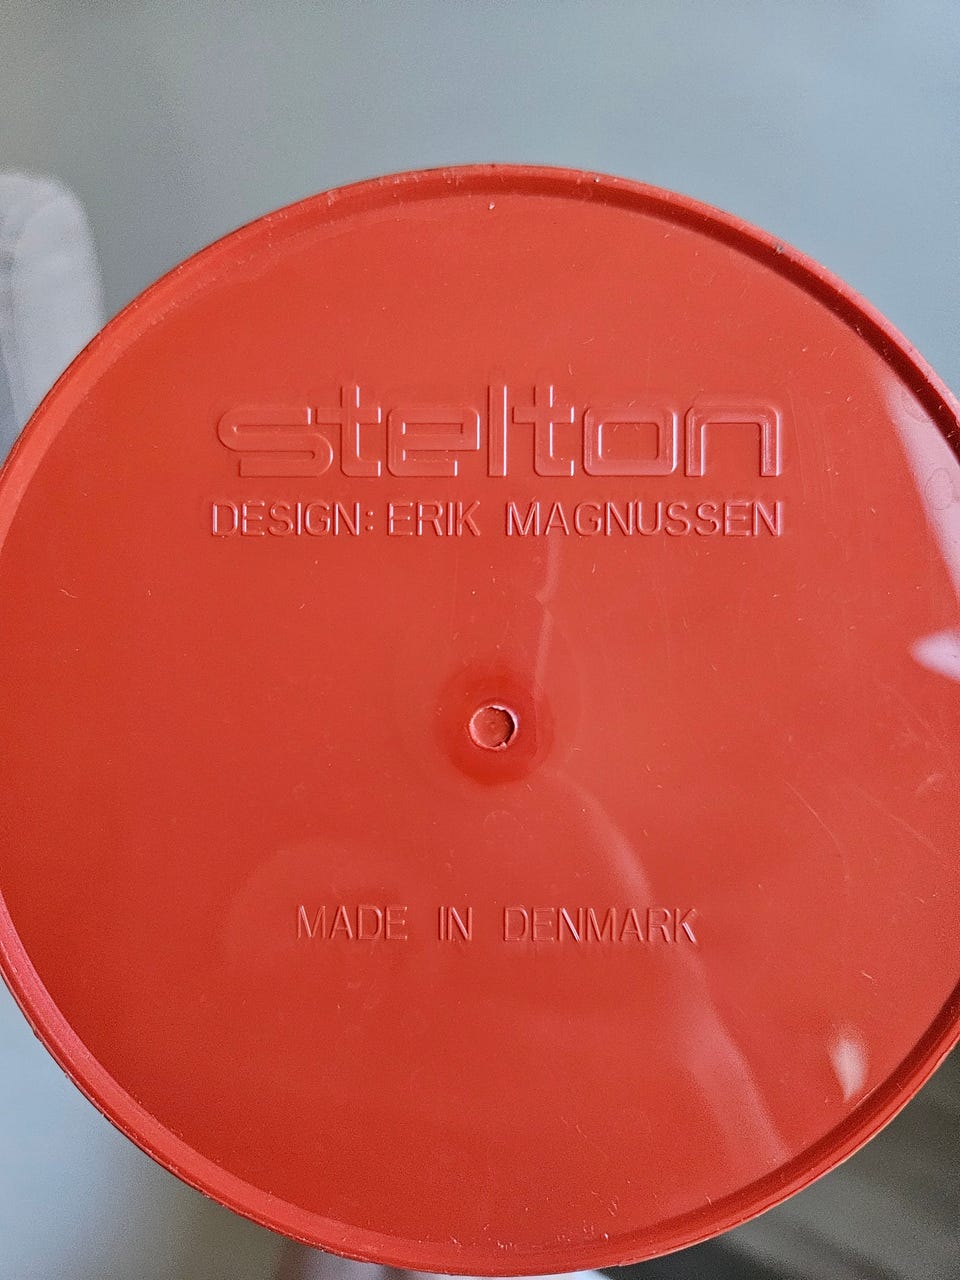 stelton
DESIGN: ERIK MAGNUSSEN
MADE IN DENMARK